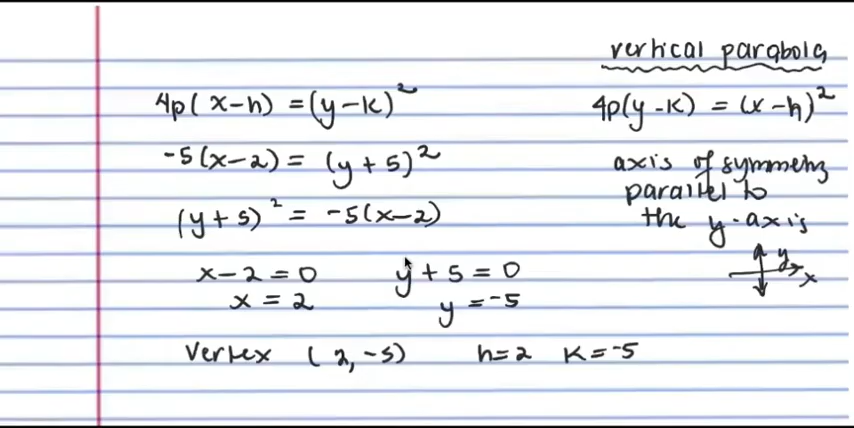 vertical parabola
4p(x-h) = (y-k)²
4p(y-k) = (x-h)²
-5(x-2) = (y+5)²
axis of symmetry
parallel to
the y-axis
(y+5)² = -5(x-2)
y
x
x-2=0 y+5=0
x=2 y=-5
Vertex (2,-5) h=2 K=-5